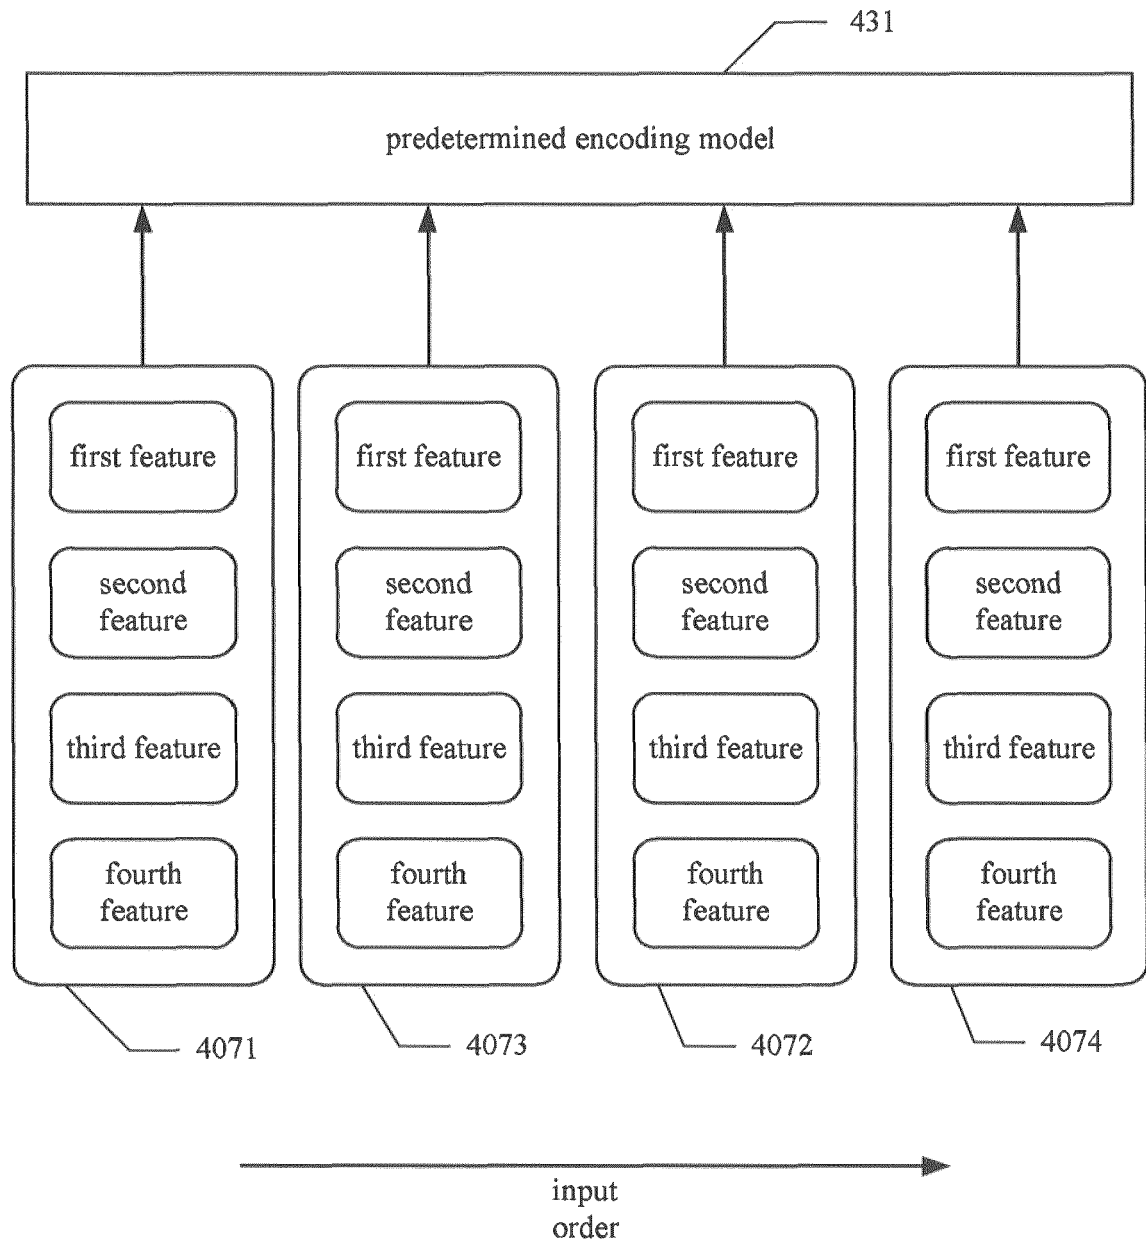 431
predetermined encoding model
first feature
first feature
first feature
first feature
second
feature
second
feature
second
feature
second
feature
third feature
third feature
third feature
third feature
fourth
feature
fourth
feature
fourth
feature
fourth
feature
4071
4073
4072
4074
input
order